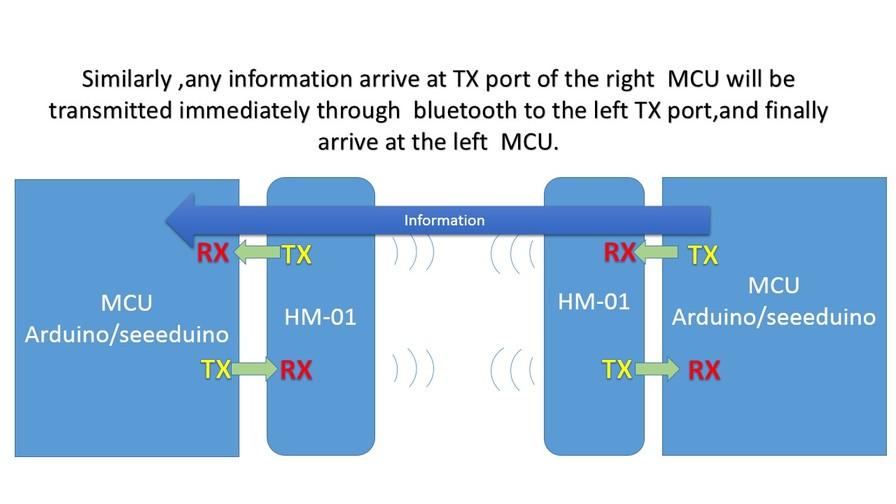 Similarly ,any information arrive at TX port of the right  MCU will be
transmitted immediately through  bluetooth to the left TX port,and finally
arrive at the left  MCU.
Information
RX TX RX TX
MCU
Arduino/seeeduino
HM-01
HM-01
MCU
Arduino/seeeduino
TX RX TX RX